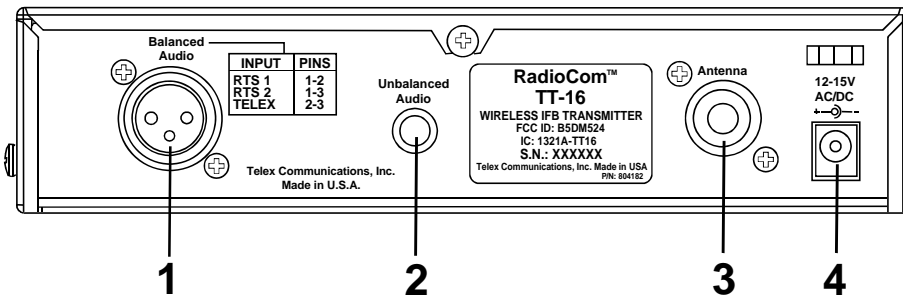 Balanced
Audio
INPUT PINS
RTS 1 1-2
RTS 2 1-3
TELEX 2-3
Unbalanced
Audio
Telex Communications, Inc.
Made in U.S.A.
RadioCom™
TT-16
WIRELESS IFB TRANSMITTER
FCC ID: B5DM524
IC: 1321A-TT16
S.N.: XXXXXX
Telex Communications, Inc. Made in USA
P/N: 804182
Antenna
12-15V
AC/DC
+ -
1 2 3 4